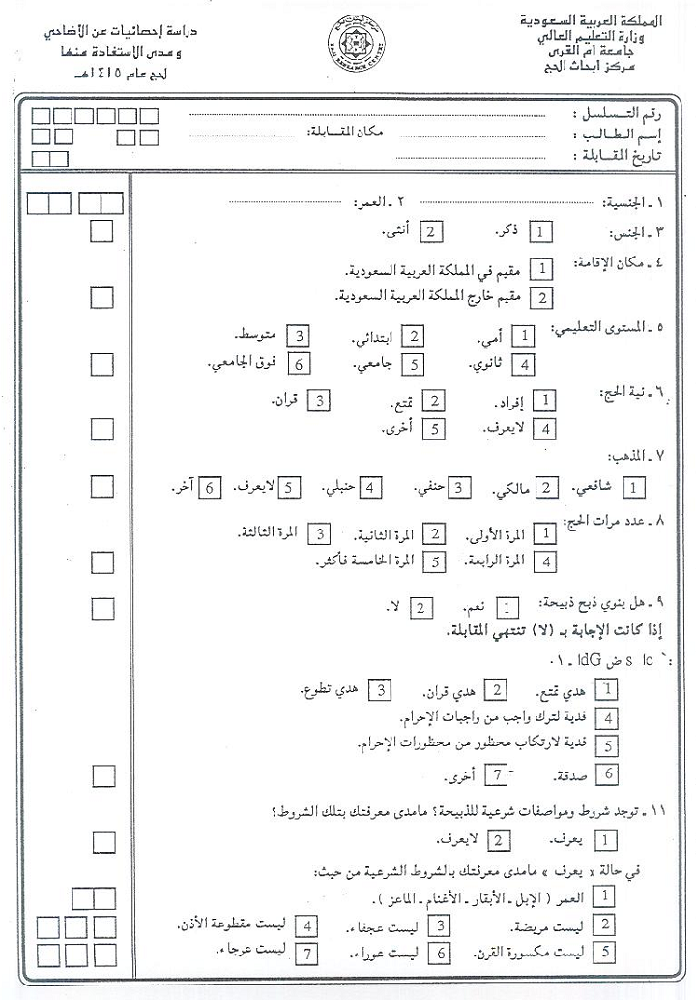 المملكة العربية السعودية
وزارة التعليم العالي
جامعة ام القرى
مركز ابحاث الحج
HAJJ RESEARCH CENTRE
دراسة إحصائيات عن الأضاحي
ومدى الاستفادة منها
لحج عام ١٤١٥هـ
رقم التسلسل :
إسم الطالب : مكان المقابلة:
تاريخ المقابلة :
١ ـ الجنسية: ٢ ـ العمر:
٣ ـ الجنس: 1 ذكر. 2 أنثى.
٤ ـ مكان الإقامة: 1 مقيم في المملكة العربية السعودية.
2 مقيم خارج المملكة العربية السعودية.
٥ ـ المستوى التعليمي: 1 أمي. 2 ابتدائي. 3 متوسط.
4 ثانوي. 5 جامعي. 6 فوق الجامعي.
٦ ـ نية الحج: 1 إفراد. 2 تمتع. 3 قران.
4 لايعرف. 5 أخرى.
٧ ـ المذهب:
1 شافعي. 2 مالكي. 3 حنفي. 4 حنبلي. 5 لايعرف. 6 آخر.
٨ ـ عدد مرات الحج: 1 المرة الأولى. 2 المرة الثانية. 3 المرة الثالثة.
4 المرة الرابعة. 5 المرة الخامسة فأكثر.
٩ ـ هل ينوي ذبح ذبيحة: 1 نعم. 2 لا.
إذا كانت الإجابة بـ (لا) تنتهي المقابلة.
:` s lc ض ldG ـ ٠١
1 هدي تمتع. 2 هدي قران. 3 هدي تطوع.
4 فدية لترك واجب من واجبات الإحرام.
5 فدية لارتكاب محظور من محظورات الإحرام.
6 صدقة. 7 أخرى.
١١ ـ توجد شروط ومواصفات شرعية للذبيحة؟ مامدى معرفتك بتلك الشروط؟
1 يعرف. 2 لايعرف.
في حالة « يعرف » مامدى معرفتك بالشروط الشرعية من حيث:
1 العمر ( الإبل ـ الأبقار ـ الأغنام ـ الماعز ).
2 ليست مريضة. 3 ليست عجفاء. 4 ليست مقطوعة الأذن.
5 ليست مكسورة القرن. 6 ليست عوراء. 7 ليست عرجاء.